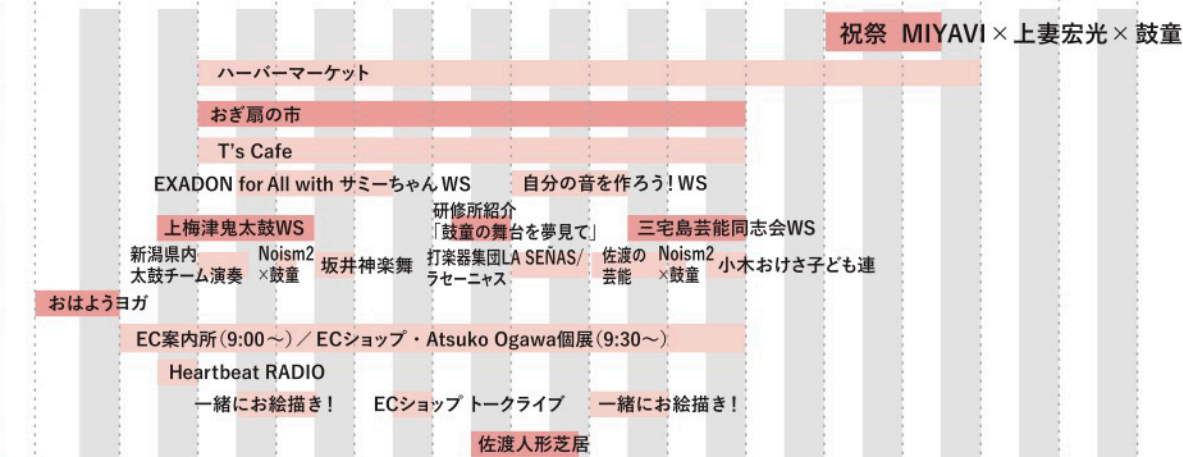 祝祭 MIYAVI×上妻宏光×鼓童
ハーバーマーケット
おぎ扇の市
T's Cafe
EXADON for All with サミーちゃん WS
自分の音を作ろう!WS
研修所紹介
「鼓童の舞台を夢見て」
上梅津鬼太鼓WS
三宅島芸能同志会WS
新潟県内
太鼓チーム演奏
Noism2
×鼓童
坂井神楽舞
打楽器集団LA SEÑAS/
ラセーニャス
佐渡の
芸能
Noism2
×鼓童
小木おけさ子ども連
おはようヨガ
EC案内所(9:00~)/ECショップ・Atsuko Ogawa個展(9:30~)
Heartbeat RADIO
一緒にお絵描き!
ECショップ トークライブ
一緒にお絵描き!
佐渡人形芝居